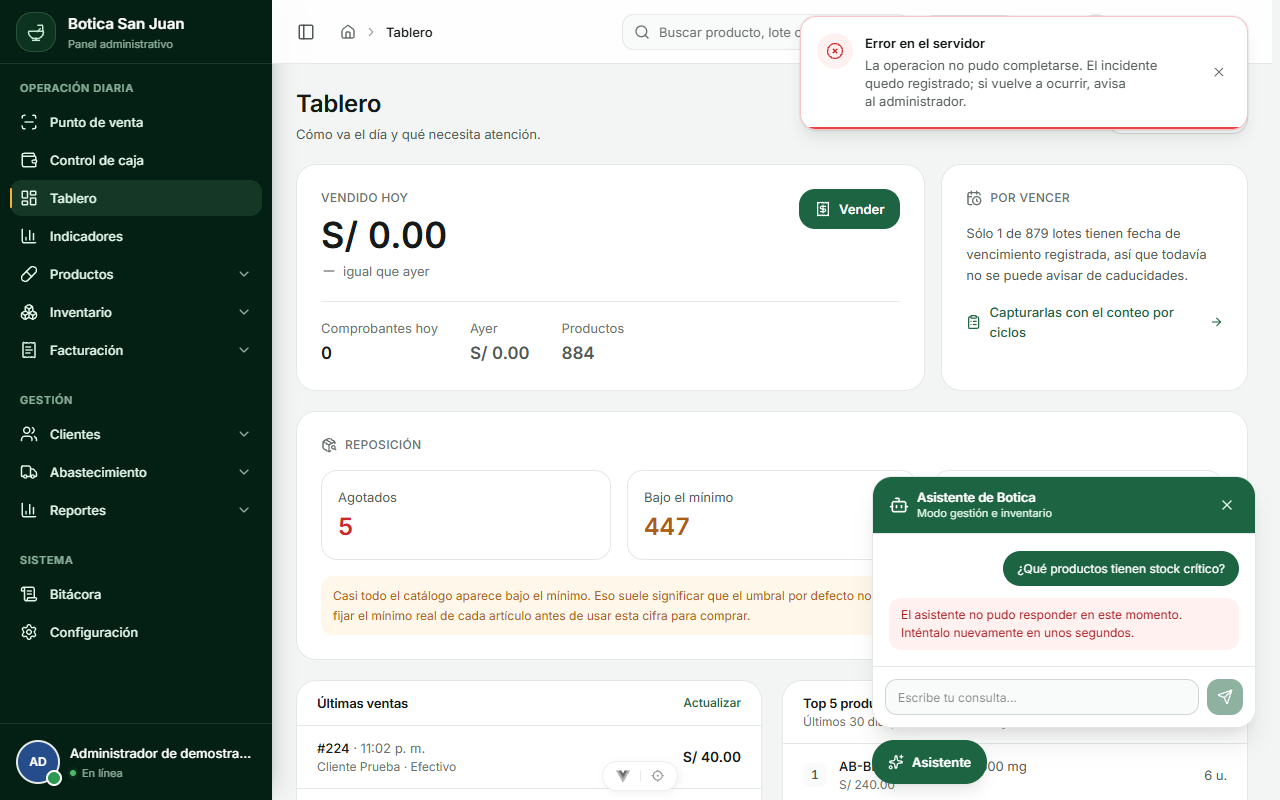 Botica San Juan
Panel administrativo
OPERACIÓN DIARIA
Punto de venta
Control de caja
Tablero
Indicadores
Productos
Inventario
Facturación
GESTIÓN
Clientes
Abastecimiento
Reportes
SISTEMA
Bitácora
Configuración
AD
Administrador de demostra...
En línea
Tablero
Buscar producto, lote
Error en el servidor
La operacion no pudo completarse. El incidente
quedo registrado; si vuelve a ocurrir, avisa
al administrador.
Tablero
Cómo va el día y qué necesita atención.
VENDIDO HOY
S/ 0.00
igual que ayer
Vender
Comprobantes hoy
0
Ayer
S/ 0.00
Productos
884
POR VENCER
Sólo 1 de 879 lotes tienen fecha de
vencimiento registrada, así que todavía
no se puede avisar de caducidades.
Capturarlas con el conteo por
ciclos
REPOSICIÓN
Agotados
5
Bajo el mínimo
447
Casi todo el catálogo aparece bajo el mínimo. Eso suele significar que el umbral por defecto no
fijar el mínimo real de cada artículo antes de usar esta cifra para comprar.
Últimas ventas
Actualizar
#224 · 11:02 p. m.
Cliente Prueba · Efectivo
S/ 40.00
Top 5
Últimos 30
1
S/ 240.00
00 mg
6 u.
Asistente de Botica
Modo gestión e inventario
¿Qué productos tienen stock crítico?
El asistente no pudo responder en este momento.
Inténtalo nuevamente en unos segundos.
Escribe tu consulta...
Asistente